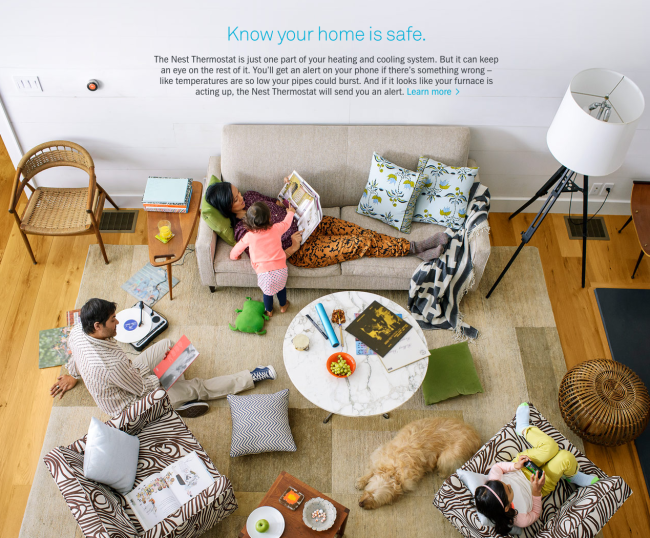 Know your home is safe.
The Nest Thermostat is just one part of your heating and cooling system. But it can keep
an eye on the rest of it. You'll get an alert on your phone if there's something wrong –
like temperatures are so low your pipes could burst. And if it looks like your furnace is
acting up, the Nest Thermostat will send you an alert. Learn more >